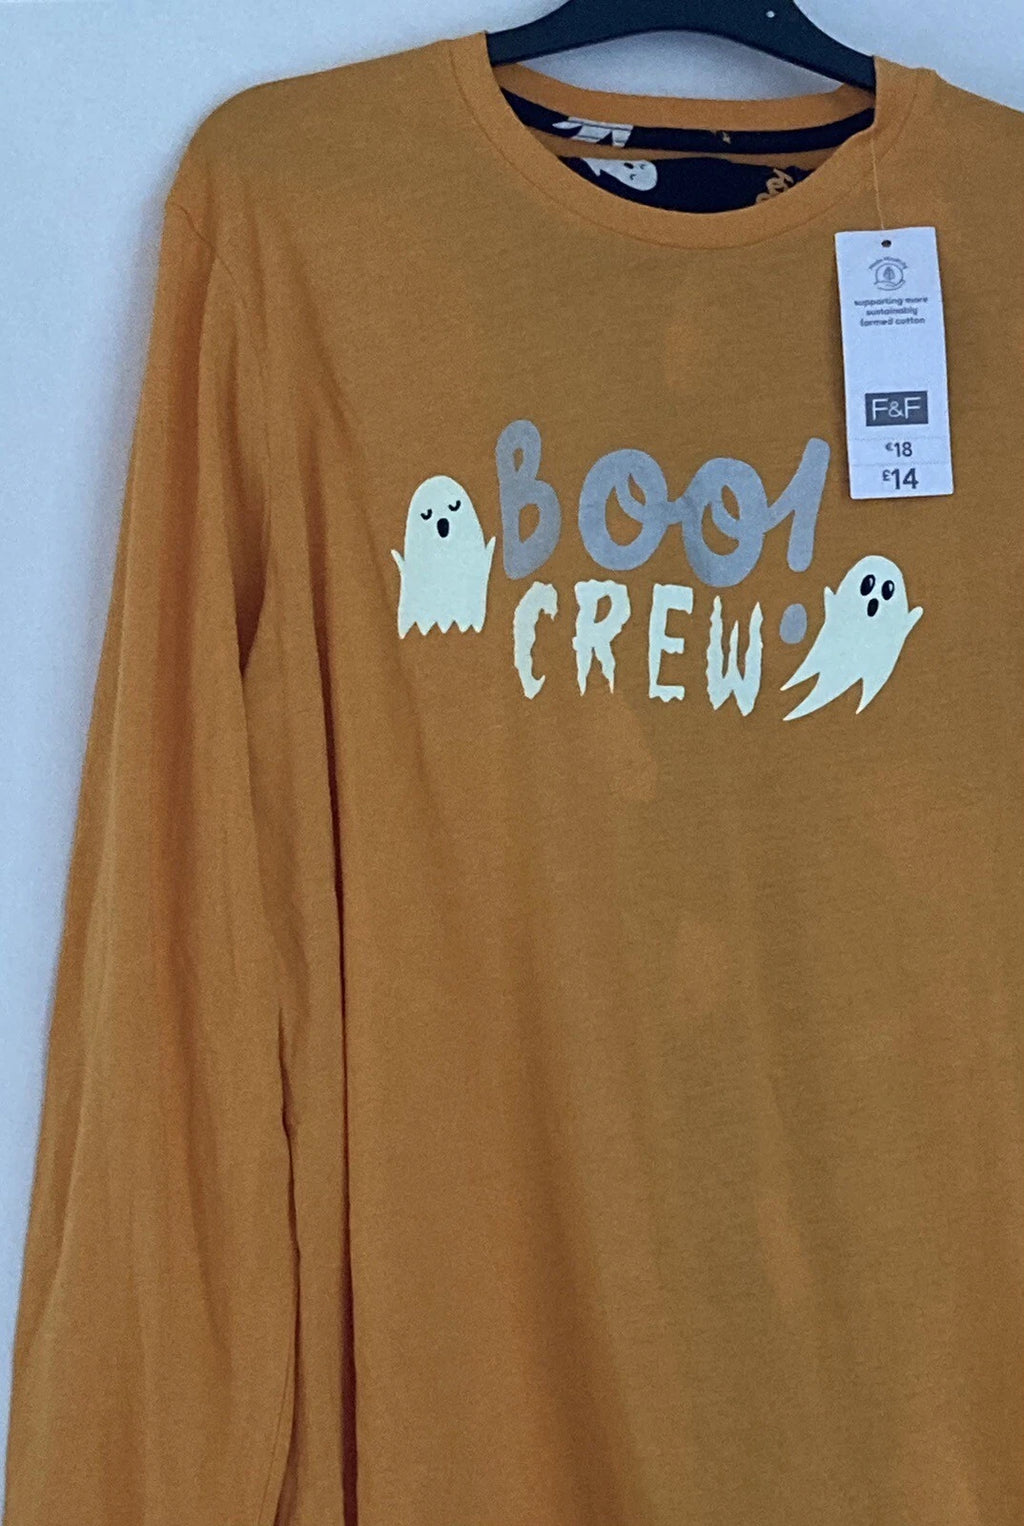 BOO!
CREW
supporting more
sustainably
farmed cotton
F&F
€18
£14